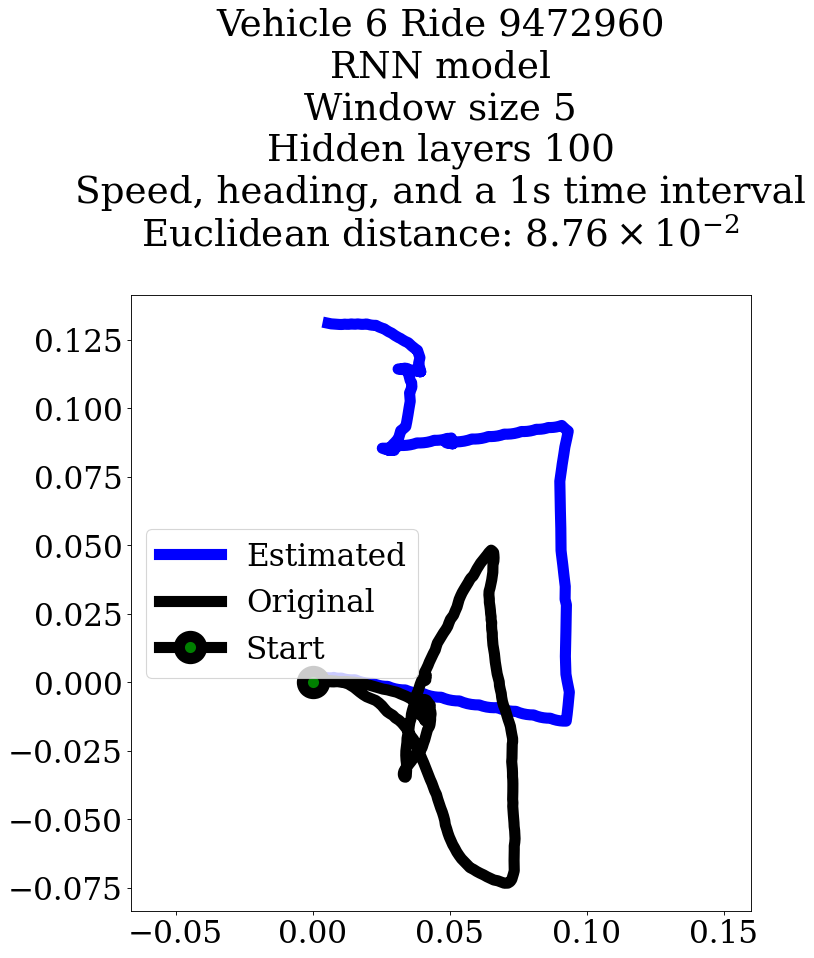 Vehicle 6 Ride 9472960
RNN model
Window size 5
Hidden layers 100
Speed, heading, and a 1s time interval
Euclidean distance: 8.76 × 10⁻²
0.125
0.100
0.075
0.050
0.025
0.000
−0.025
−0.050
−0.075
Estimated
Original
Start
−0.05 0.00 0.05 0.10 0.15